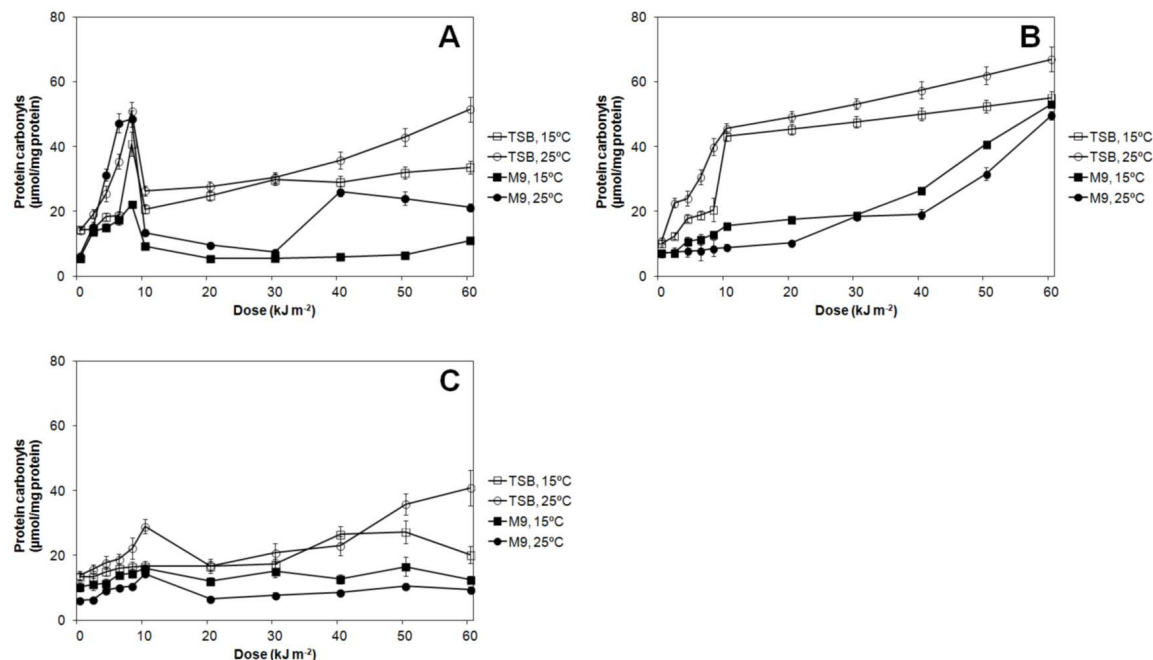 A
Protein carbonyls
(µmol/mg protein)
80
60
40
20
0
0 10 20 30 40 50 60
Dose (kJ m⁻²)
TSB, 15ºC
TSB, 25ºC
M9, 15ºC
M9, 25ºC
B
Protein carbonyls
(µmol/mg protein)
80
60
40
20
0
0 10 20 30 40 50 60
Dose (kJ m⁻²)
TSB, 15ºC
TSB, 25ºC
M9, 15ºC
M9, 25ºC
C
Protein carbonyls
(µmol/mg protein)
80
60
40
20
0
0 10 20 30 40 50 60
Dose (kJ m⁻²)
TSB, 15ºC
TSB, 25ºC
M9, 15ºC
M9, 25ºC